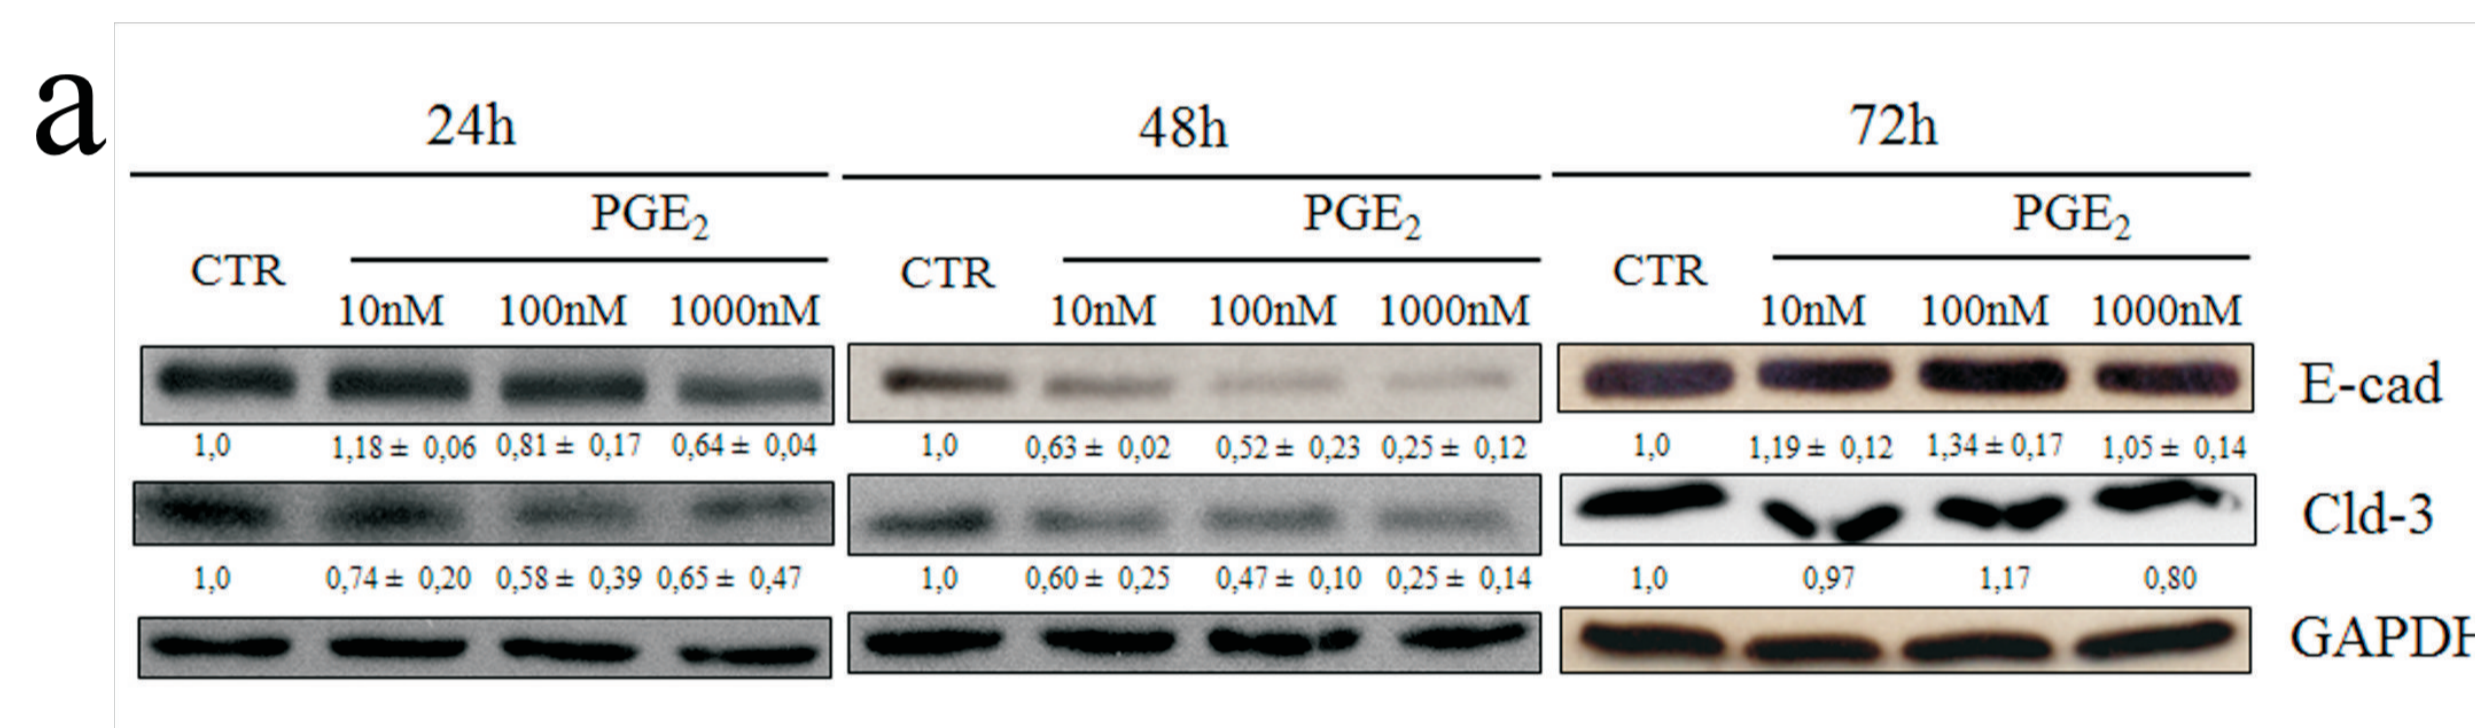 a
24h 48h 72h
PGE₂ PGE₂ PGE₂
CTR CTR CTR
10nM 100nM 1000nM 10nM 100nM 1000nM 10nM 100nM 1000nM
E-cad
1,0 1,18 ± 0,06 0,81 ± 0,17 0,64 ± 0,04 1,0 0,63 ± 0,02 0,52 ± 0,23 0,25 ± 0,12 1,0 1,19 ± 0,12 1,34 ± 0,17 1,05 ± 0,14
Cld-3
1,0 0,74 ± 0,20 0,58 ± 0,39 0,65 ± 0,47 1,0 0,60 ± 0,25 0,47 ± 0,10 0,25 ± 0,14 1,0 0,97 1,17 0,80
GAPDH